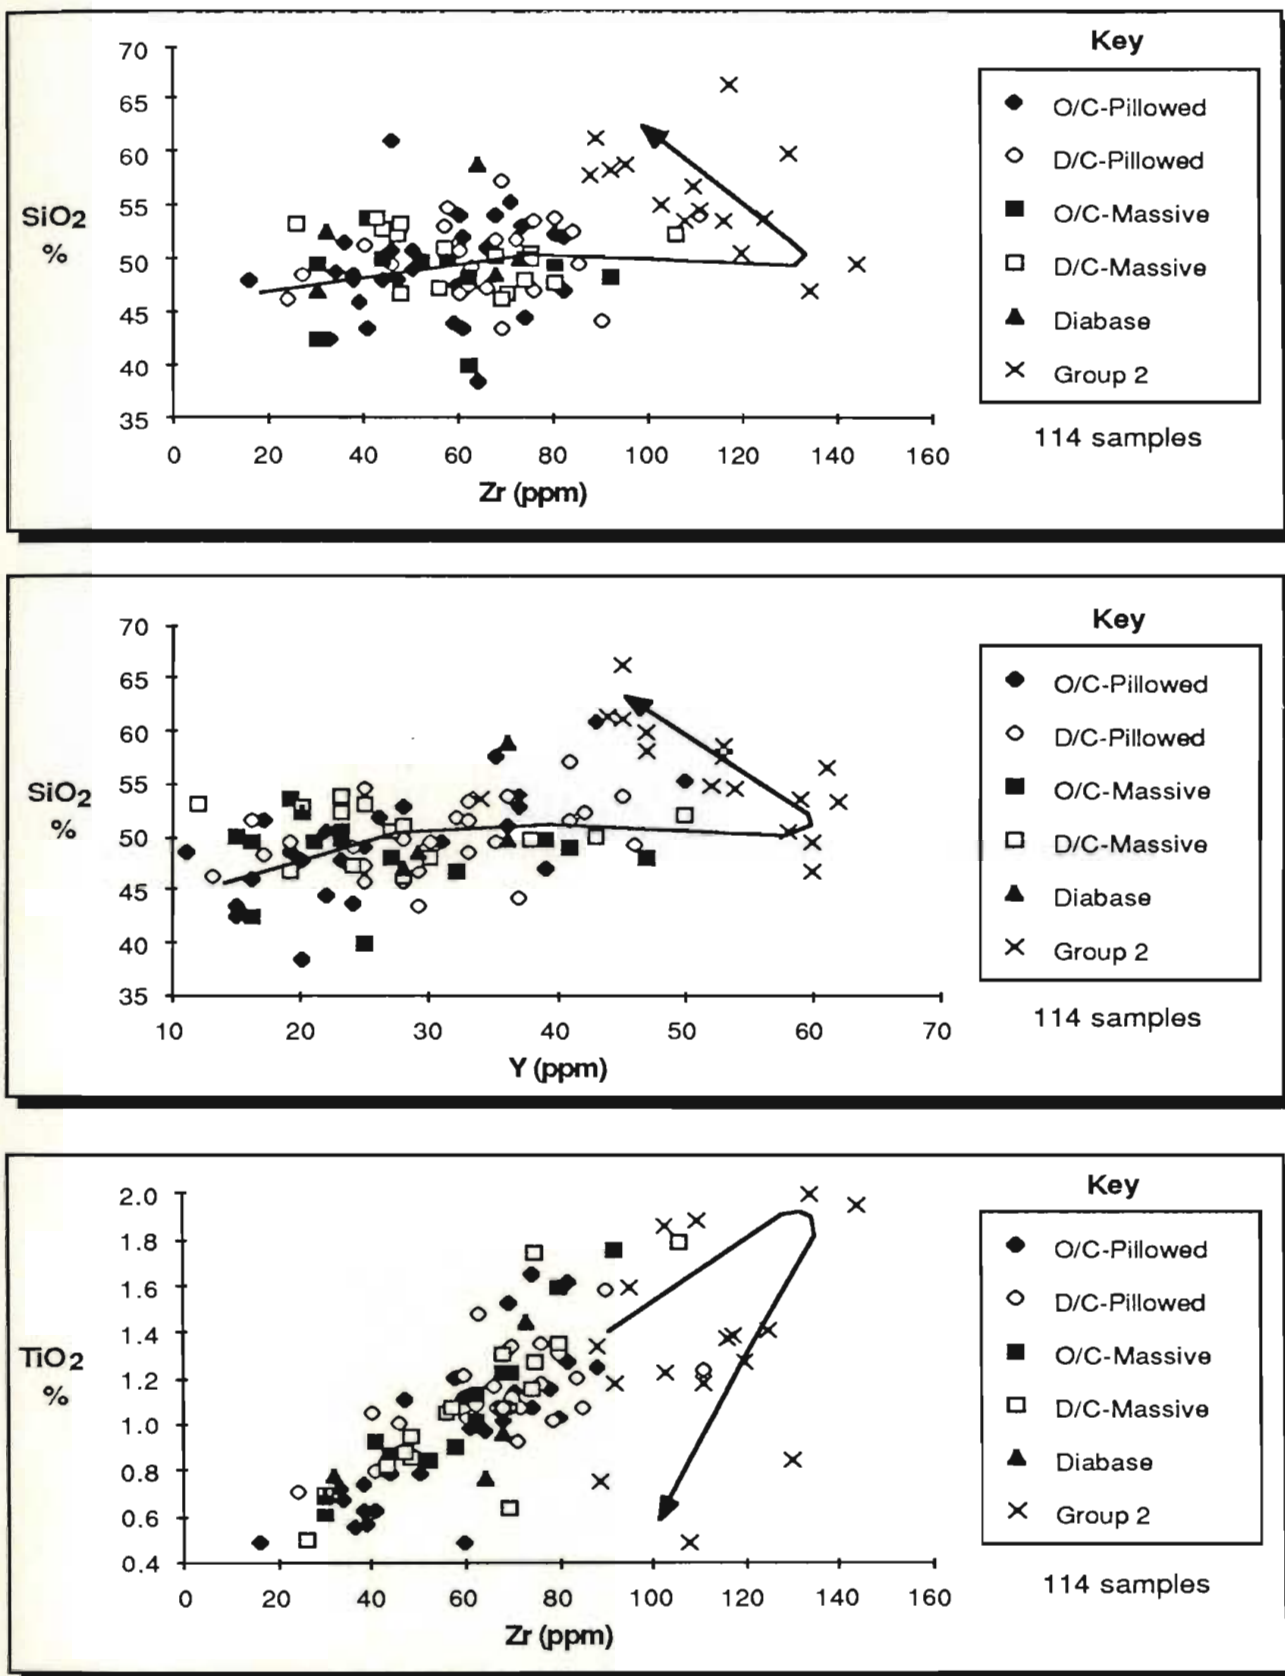 Key
70
65
60
55
50
45
40
35
SiO2
%
0 20 40 60 80 100 120 140 160
Zr (ppm)
O/C-Pillowed
D/C-Pillowed
O/C-Massive
D/C-Massive
Diabase
Group 2
114 samples
Key
70
65
60
55
50
45
40
35
SiO2
%
10 20 30 40 50 60 70
Y (ppm)
O/C-Pillowed
D/C-Pillowed
O/C-Massive
D/C-Massive
Diabase
Group 2
114 samples
Key
2.0
1.8
1.6
1.4
1.2
1.0
0.8
0.6
0.4
TiO2
%
0 20 40 60 80 100 120 140 160
Zr (ppm)
O/C-Pillowed
D/C-Pillowed
O/C-Massive
D/C-Massive
Diabase
Group 2
114 samples